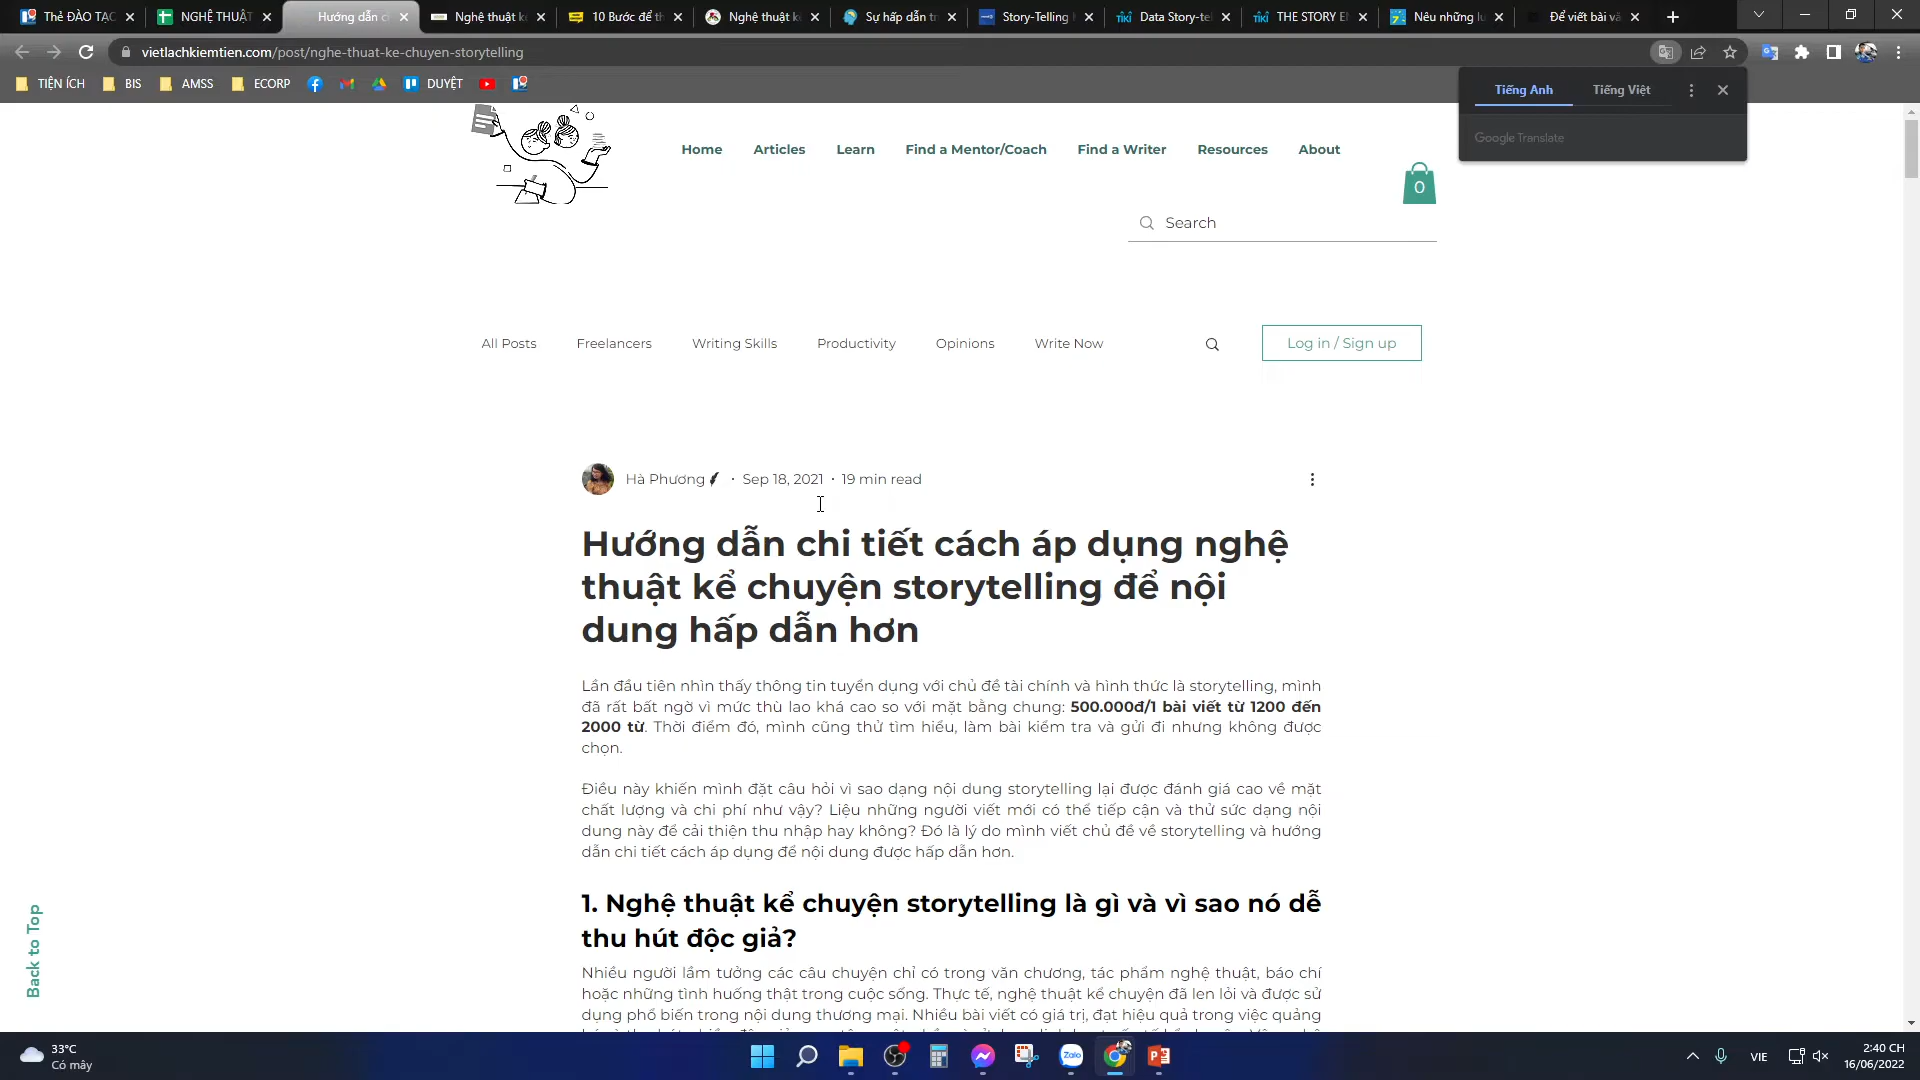 Thẻ ĐÀO TẠC
NGHỆ THUẬT
Hướng dẫn c
Nghệ thuật k
10 Bước để t
Nghệ thuật k
Sự hấp dẫn t
Story-Telling
Data Story-te
THE STORY E
Nêu những l
Để viết bài v
vietlachkiemtien.com/post/nghe-thuat-ke-chuyen-storytelling
TIỆN ÍCH
BIS
AMSS
ECORP
DUYỆT
Tiếng Anh
Tiếng Việt
Google Translate
Home
Articles
Learn
Find a Mentor/Coach
Find a Writer
Resources
About
0
Search
All Posts
Freelancers
Writing Skills
Productivity
Opinions
Write Now
Log in / Sign up
Hà Phương · Sep 18, 2021 · 19 min read
Hướng dẫn chi tiết cách áp dụng nghệ
thuật kể chuyện storytelling để nội
dung hấp dẫn hơn
Lần đầu tiên nhìn thấy thông tin tuyển dụng với chủ đề tài chính và hình thức là storytelling, mình
đã rất bất ngờ vì mức thù lao khá cao so với mặt bằng chung: 500.000đ/1 bài viết từ 1200 đến
2000 từ. Thời điểm đó, mình cũng thử tìm hiểu, làm bài kiểm tra và gửi đi nhưng không được
chọn.
Điều này khiến mình đặt câu hỏi vì sao dạng nội dung storytelling lại được đánh giá cao về mặt
chất lượng và chi phí như vậy? Liệu những người viết mới có thể tiếp cận và thử sức dạng nội
dung này để cải thiện thu nhập hay không? Đó là lý do mình viết chủ đề về storytelling và hướng
dẫn chi tiết cách áp dụng để nội dung được hấp dẫn hơn.
1. Nghệ thuật kể chuyện storytelling là gì và vì sao nó dễ
thu hút độc giả?
Nhiều người lầm tưởng các câu chuyện chỉ có trong văn chương, tác phẩm nghệ thuật, báo chí
hoặc những tình huống thật trong cuộc sống. Thực tế, nghệ thuật kể chuyện đã len lỏi và được sử
dụng phổ biến trong nội dung thương mại. Nhiều bài viết có giá trị, đạt hiệu quả trong việc quảng
Back to Top
33°C
Có mây
Zalo
VIE
2:40 CH
16/06/2022